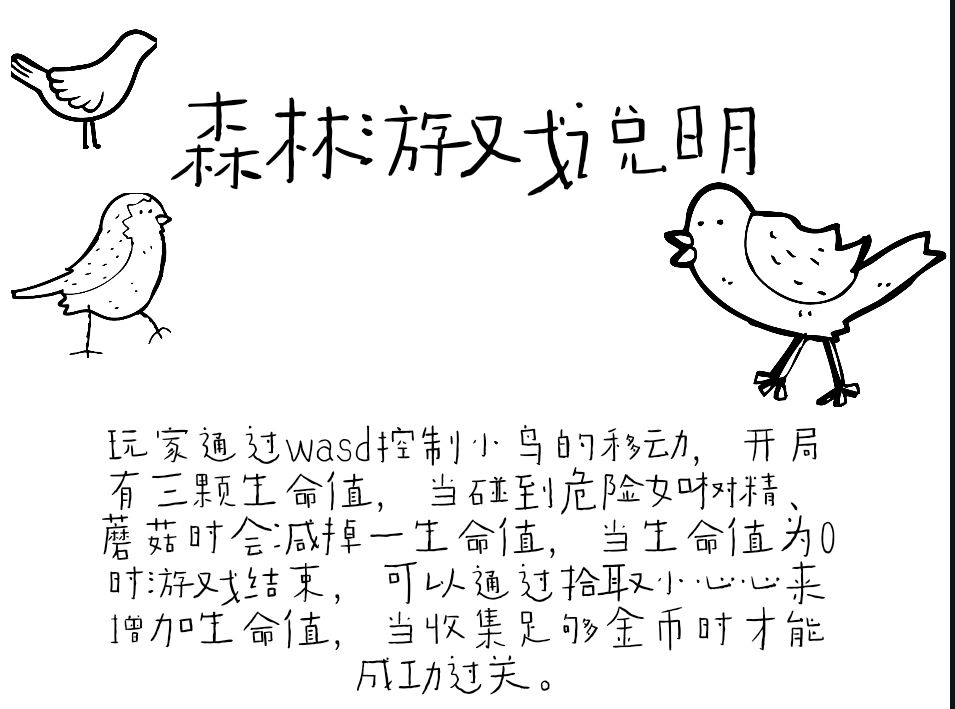 森林游戏说明
玩家通过wasd控制小鸟的移动，开局
有三颗生命值，当碰到危险如树精、
蘑菇时会减掉一生命值，当生命值为0
时游戏结束，可以通过拾取小心心来
增加生命值，当收集足够金币时才能
成功过关。